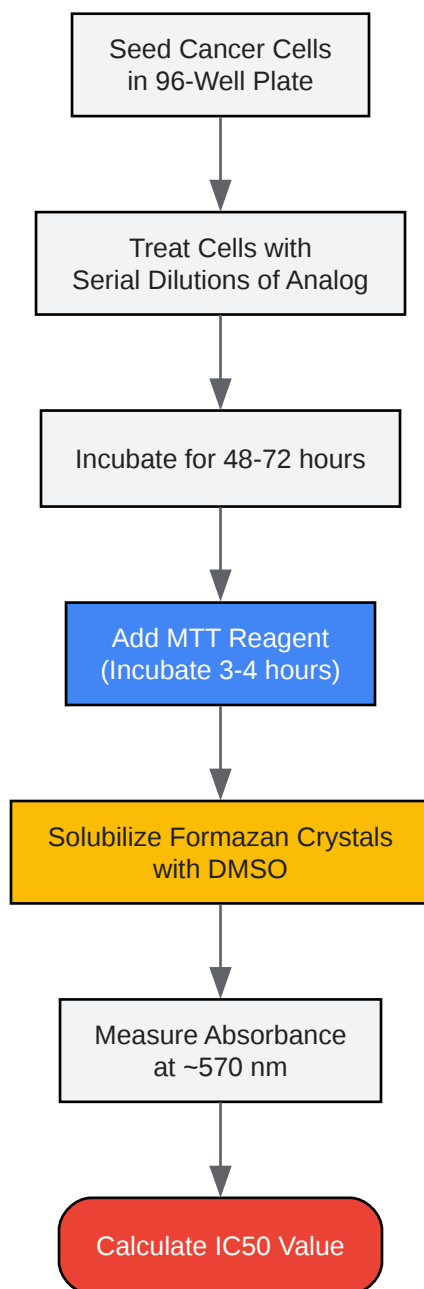 Seed Cancer Cells
in 96-Well Plate
Treat Cells with
Serial Dilutions of Analog
Incubate for 48-72 hours
Add MTT Reagent
(Incubate 3-4 hours)
Solubilize Formazan Crystals
with DMSO
Measure Absorbance
at ~570 nm
Calculate IC50 Value